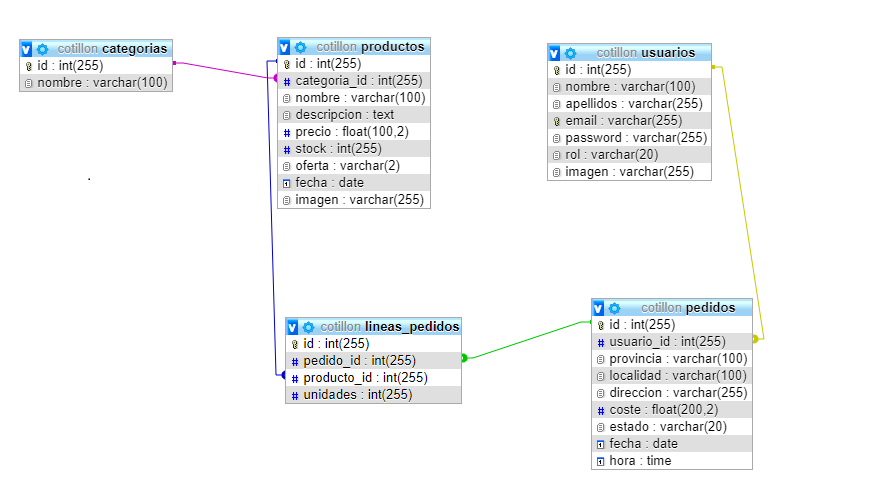 cotillon categorias
id : int(255)
nombre : varchar(100)
cotillon productos
id : int(255)
categoria_id : int(255)
nombre : varchar(100)
descripcion : text
precio : float(100,2)
stock : int(255)
oferta : varchar(2)
fecha : date
imagen : varchar(255)
cotillon usuarios
id : int(255)
nombre : varchar(100)
apellidos : varchar(255)
email : varchar(255)
password : varchar(255)
rol : varchar(20)
imagen : varchar(255)
cotillon lineas_pedidos
id : int(255)
pedido_id : int(255)
producto_id : int(255)
unidades : int(255)
cotillon pedidos
id : int(255)
usuario_id : int(255)
provincia : varchar(100)
localidad : varchar(100)
direccion : varchar(255)
coste : float(200,2)
estado : varchar(20)
fecha : date
hora : time